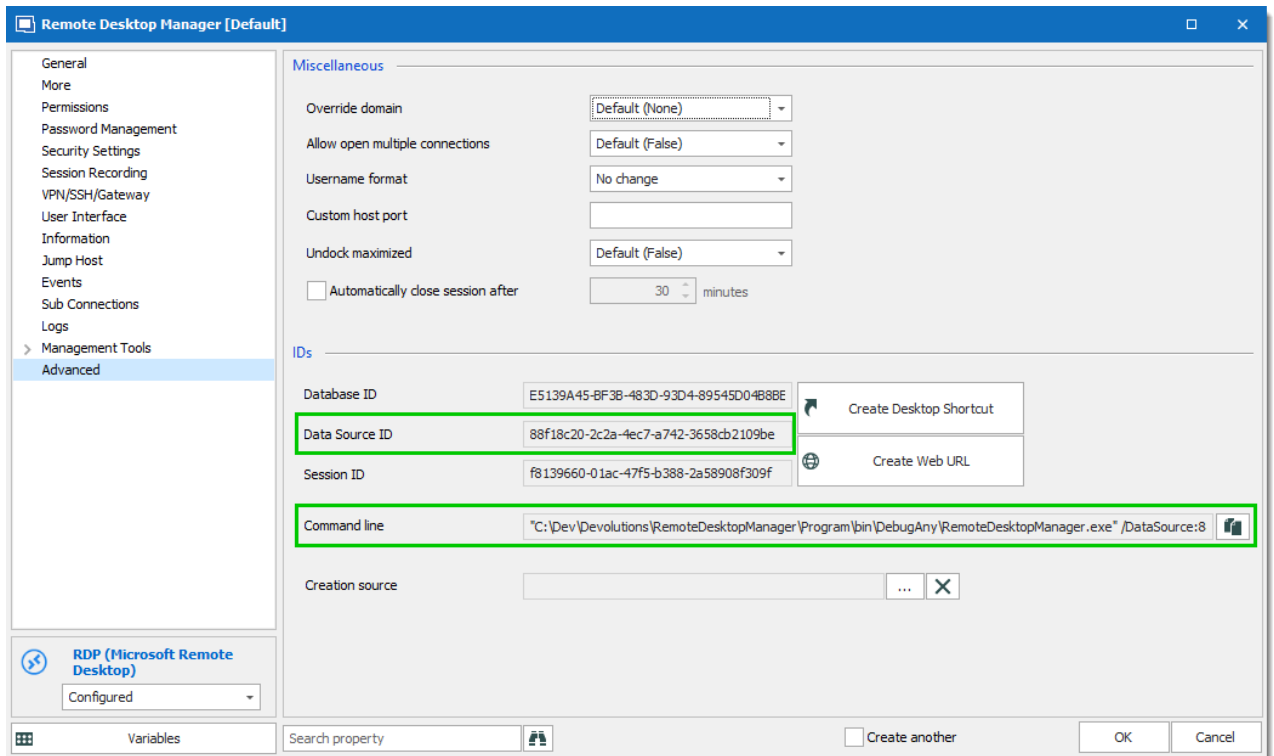 Remote Desktop Manager [Default]
General
More
Permissions
Password Management
Security Settings
Session Recording
VPN/SSH/Gateway
User Interface
Information
Jump Host
Events
Sub Connections
Logs
Management Tools
Advanced
RDP (Microsoft Remote
Desktop)
Configured
Variables
Miscellaneous
Override domain Default (None)
Allow open multiple connections Default (False)
Username format No change
Custom host port
Undock maximized Default (False)
Automatically close session after 30 minutes
IDs
Database ID E5139A45-BF3B-483D-93D4-89545D04B8BE
Create Desktop Shortcut
Data Source ID 88f18c20-2c2a-4ec7-a742-3658cb2109be
Create Web URL
Session ID f8139660-01ac-47f5-b388-2a58908f309f
Command line "C:\Dev\Devolutions\RemoteDesktopManager\Program\bin\DebugAny\RemoteDesktopManager.exe" /DataSource:8
Creation source ...
Search property
Create another OK Cancel